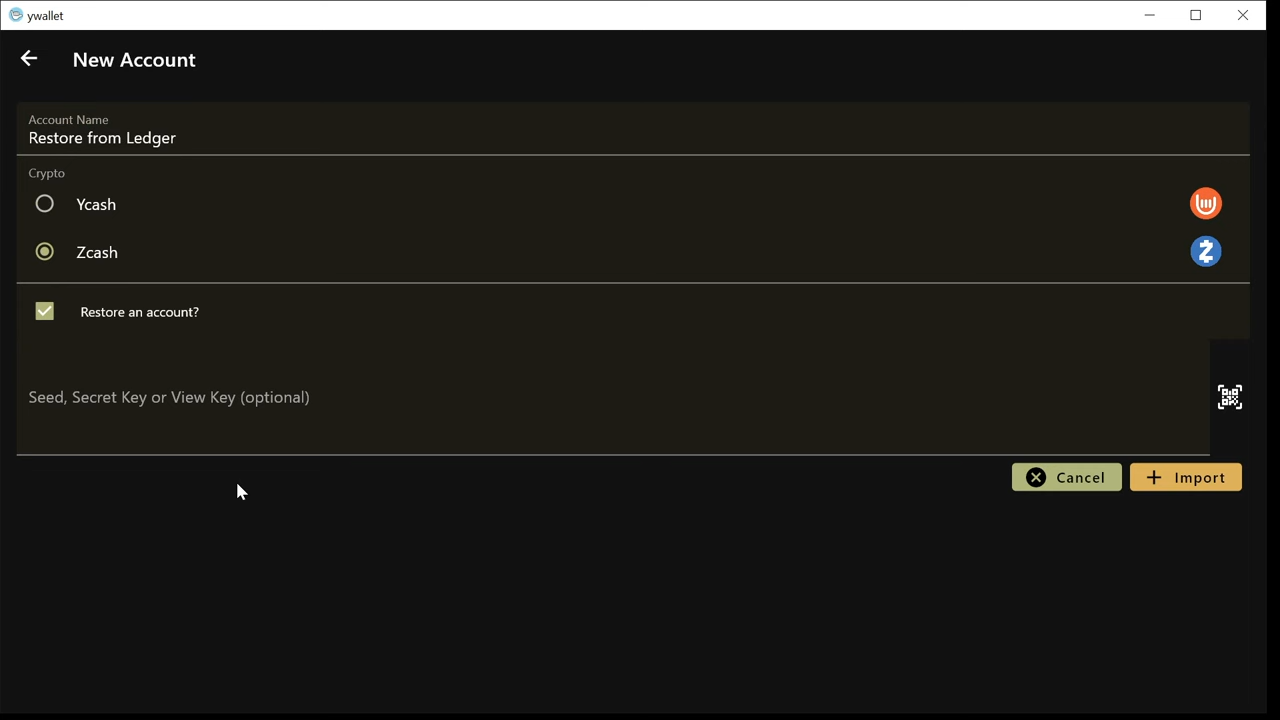 ywallet
New Account
Account Name
Restore from Ledger
Crypto
Ycash
Zcash
Restore an account?
Seed, Secret Key or View Key (optional)
Cancel
Import